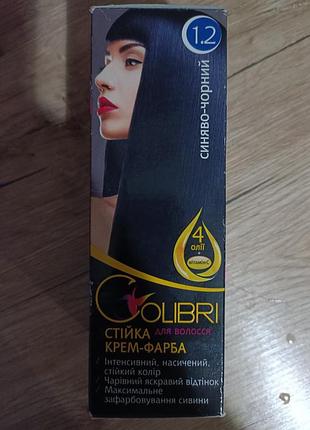 1.2
синяво-чорний
4
олії
+
вітамін С
COLIBRI
для волосся
СТІЙКА
КРЕМ-ФАРБА
Інтенсивний, насичений,
стійкий колір
Чарівний яскравий відтінок
Максимальне
зафарбовування сивини